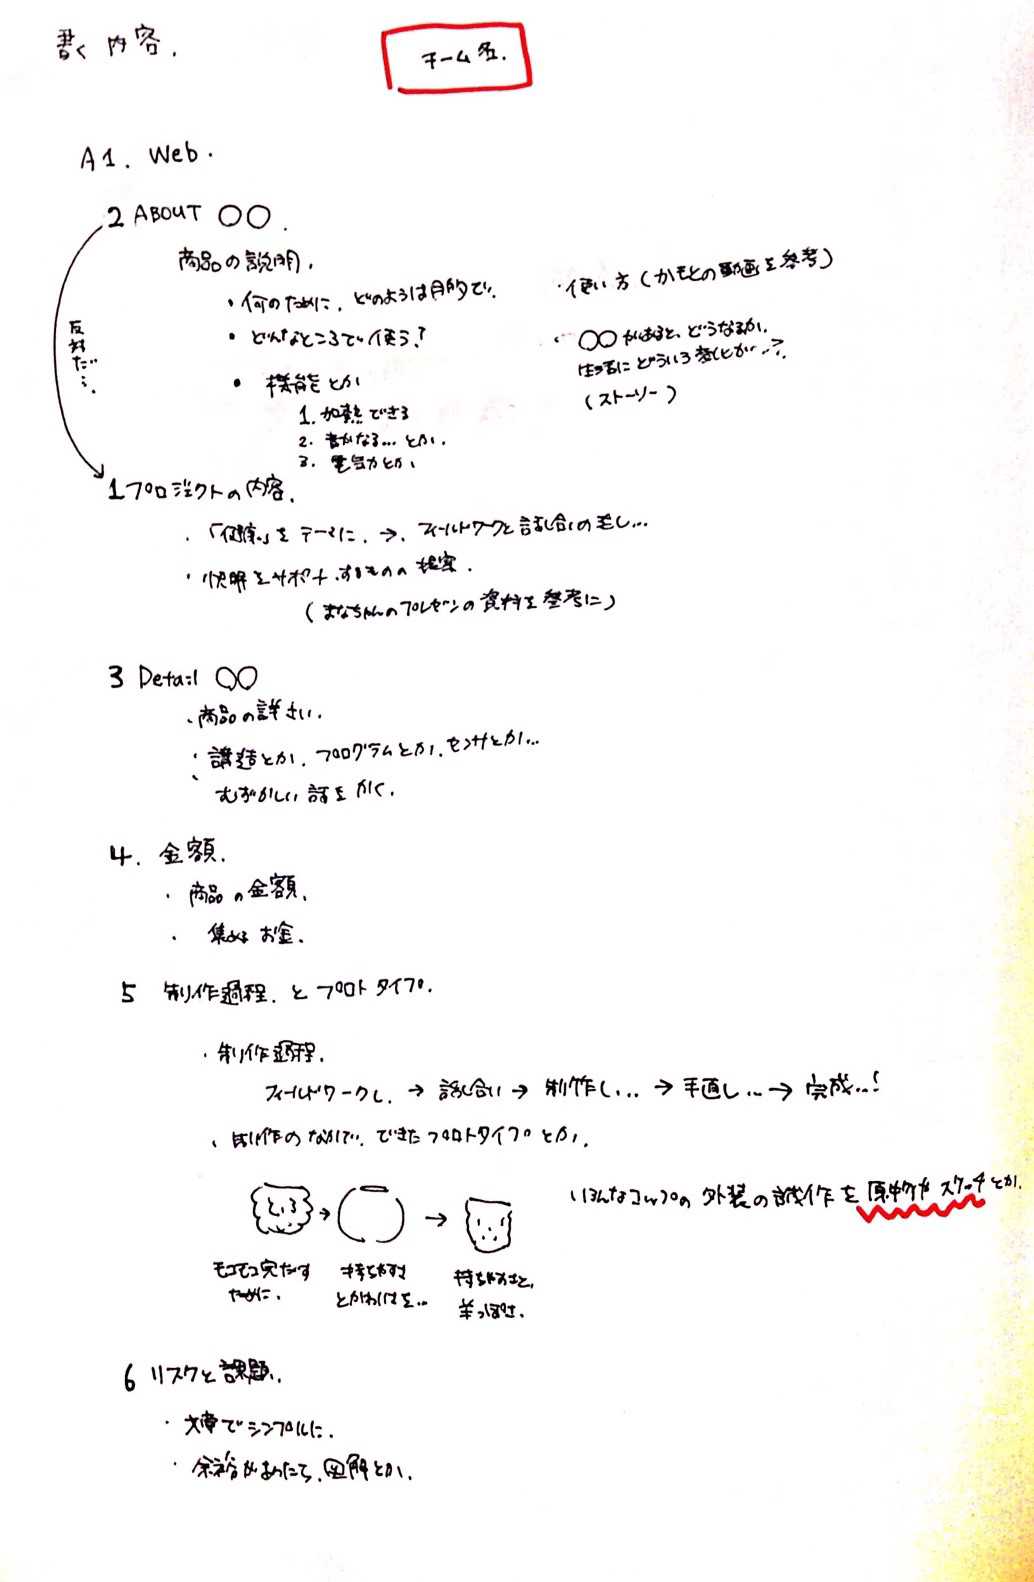 書く内容.
チーム名.
A1. Web.
2 ABOUT ○○.
商品の説明.
・何のために、どのような目的で.
・どんなところで使う?
・機能とか
1. 加熱できる
2. 音がなる... とか.
3. 電気力とか
・使い方(かもとの動画を参考)
・○○があると、どうなるか.
生活にどういう変化が...?
(ストーリー)
反対だ….
1 プロジェクトの内容.
・「健康」をテーマに. →. フィールドワークと話し合いの末し...
・快眠をサポート.するものの提案.
(まなちゃんのプレゼンの資料を参考に)
3 Detail ○○
・商品の詳さい.
・構造とか、プログラムとか、センサとか...
むずかしい話をかく.
4. 金額.
・商品の金額.
・集めるお金.
5 制作過程.とプロトタイプ.
・制作過程.
フィールドワークし. → 話し合い → 制作し... → 手直し... → 完成...!
・制作のなかで、できたプロトタイプとか.
とぃろ → →
モコモコ究だす
ために.
持ちやすさ
とかわいさを...
持ちやすさと、
羊っぽさ.
いろんなコップの外装の試作を原物やスケッチとか.
6 リスクと課題.
・文章でシンプルに.
・余裕があったら、図解とか.